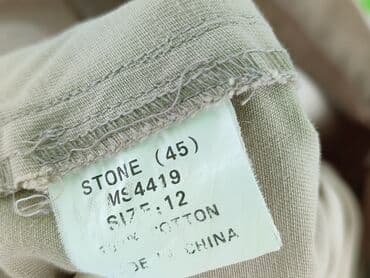 STONE (45)
MS4419
SIZE:12
COTTON
CHINA